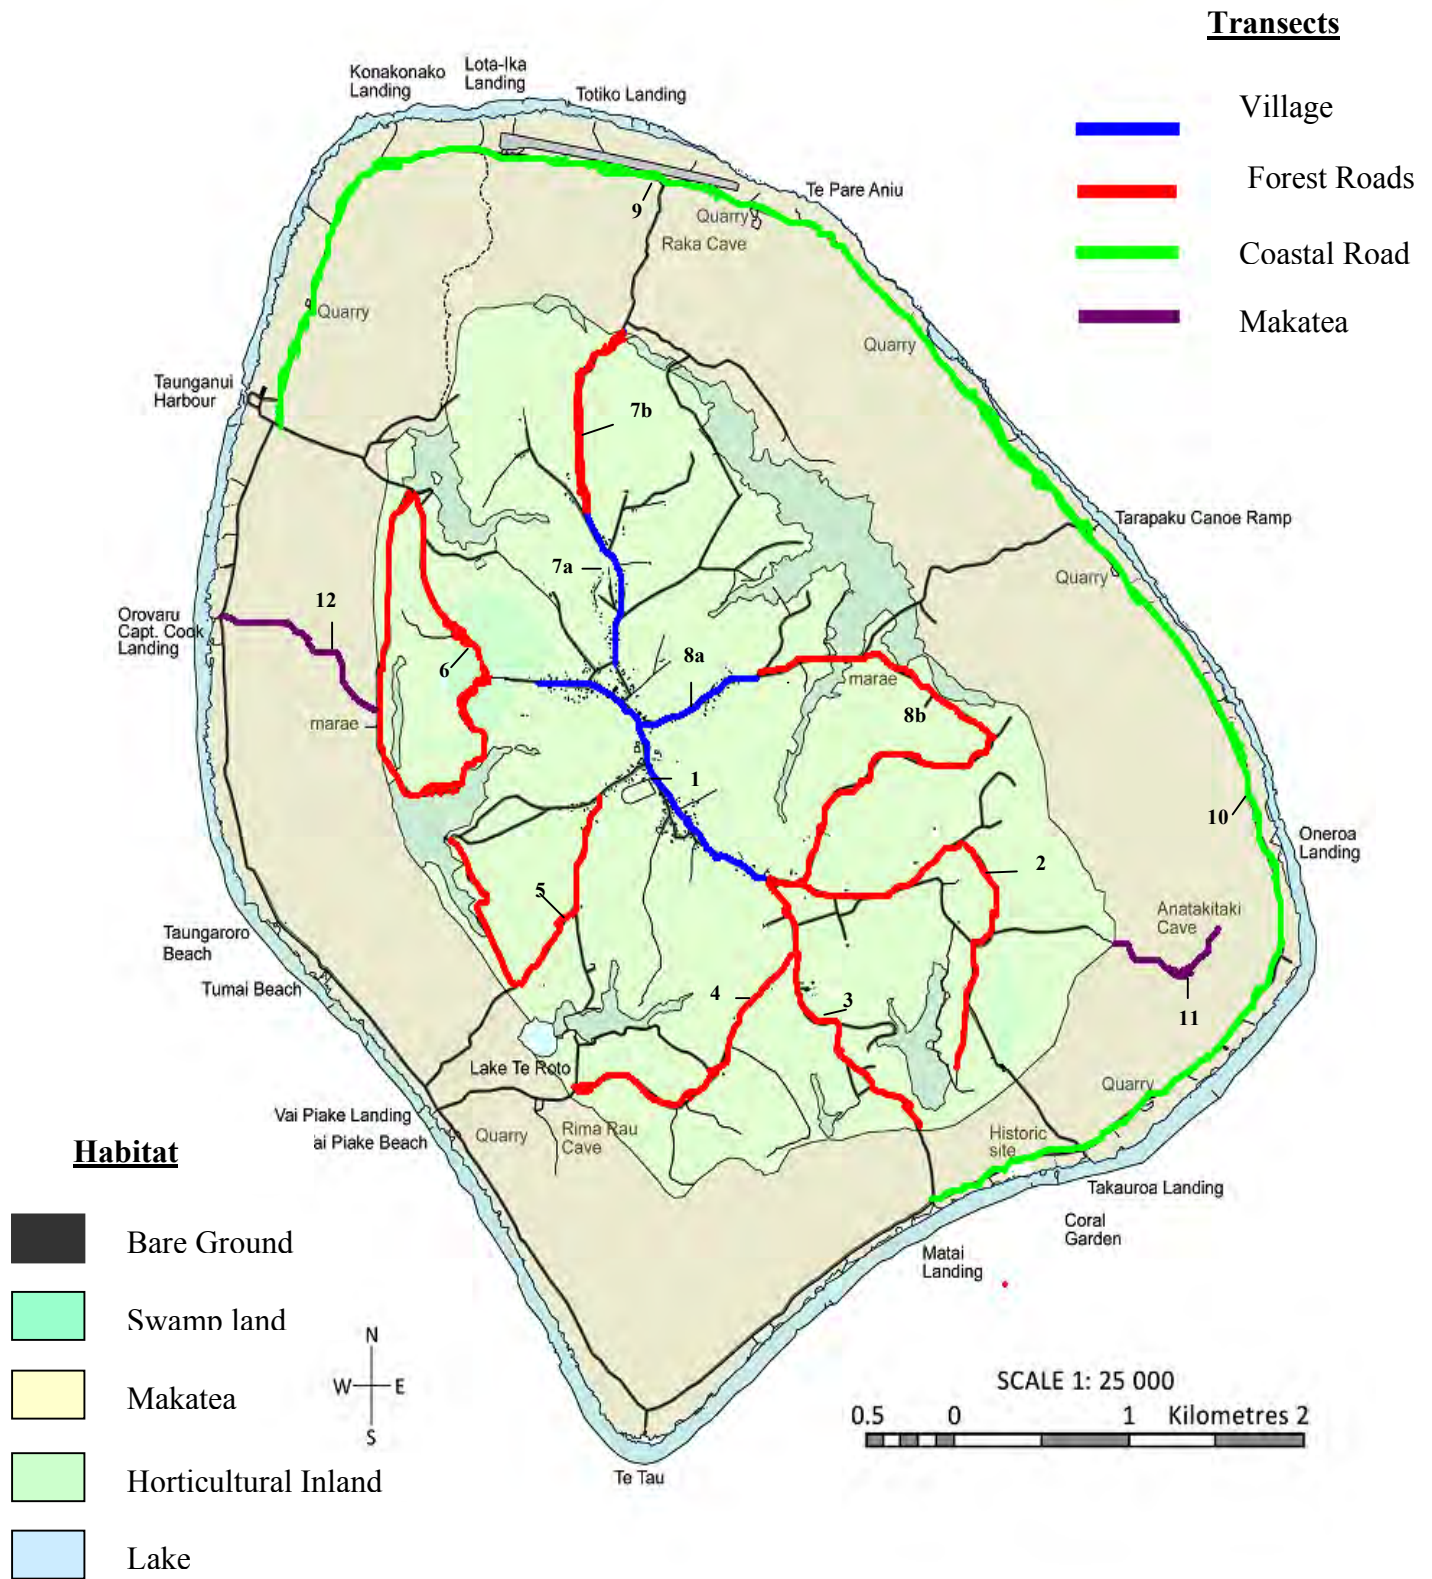 Transects
Village
Forest Roads
Coastal Road
Makatea
Konakonako
Landing
Lota-Ika
Landing
Totiko Landing
Te Pare Aniu
9
Quarry
Raka Cave
Quarry
Quarry
Taunganui
Harbour
7b
Tarapaku Canoe Ramp
7a
Quarry
Orovaru
Capt. Cook
Landing
12
6
8a
marae
8b
marae
1
10
Oneroa
Landing
2
5
Anatakitaki
Cave
Taungaroro
Beach
Tumai Beach
4
3
11
Lake Te Roto
Quarry
Vai Piake Landing
ai Piake Beach
Quarry
Rima Rau
Cave
Historic
site
Takauroa Landing
Coral
Garden
Matai
Landing
Te Tau
Habitat
Bare Ground
Swamp land
Makatea
Horticultural Inland
Lake
N
W E
S
SCALE 1: 25 000
0.5 0 1 Kilometres 2